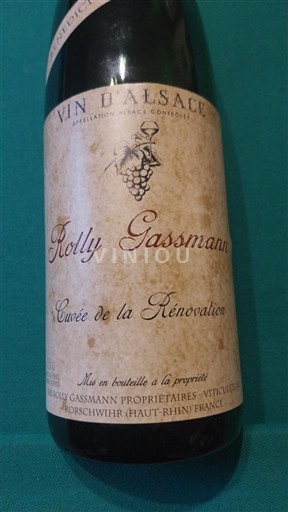 VIN D'ALSACE
APPELLATION ALSACE CONTRÔLÉE
Rolly Gassmann
VINIOU
Cuvée de la Rénovation
Mis en bouteille à la propriété
ROLLY GASSMANN PROPRIÉTAIRES - VITICULTEURS
RORSCHWIHR (HAUT-RHIN) FRANCE